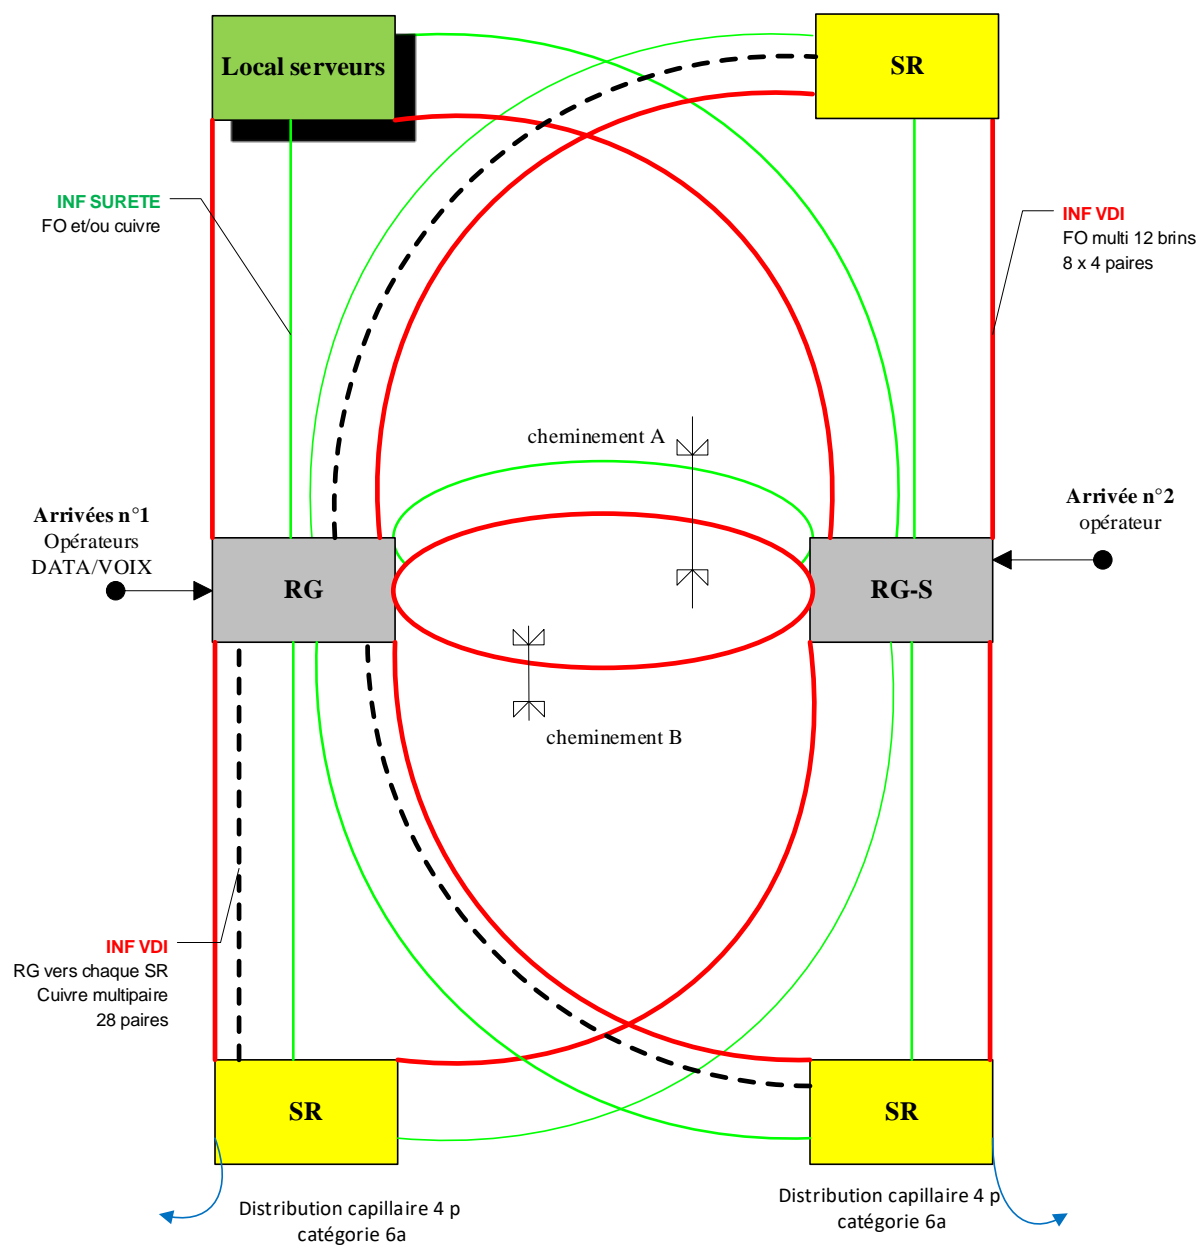 Local serveurs
SR
INF SURETE
FO et/ou cuivre
INF VDI
FO multi 12 brins
8 x 4 paires
cheminement A
Arrivées n°1
Opérateurs
DATA/VOIX
RG
RG-S
Arrivée n°2
opérateur
cheminement B
INF VDI
RG vers chaque SR
Cuivre multipaire
28 paires
SR
SR
Distribution capillaire 4 p
catégorie 6a
Distribution capillaire 4 p
catégorie 6a